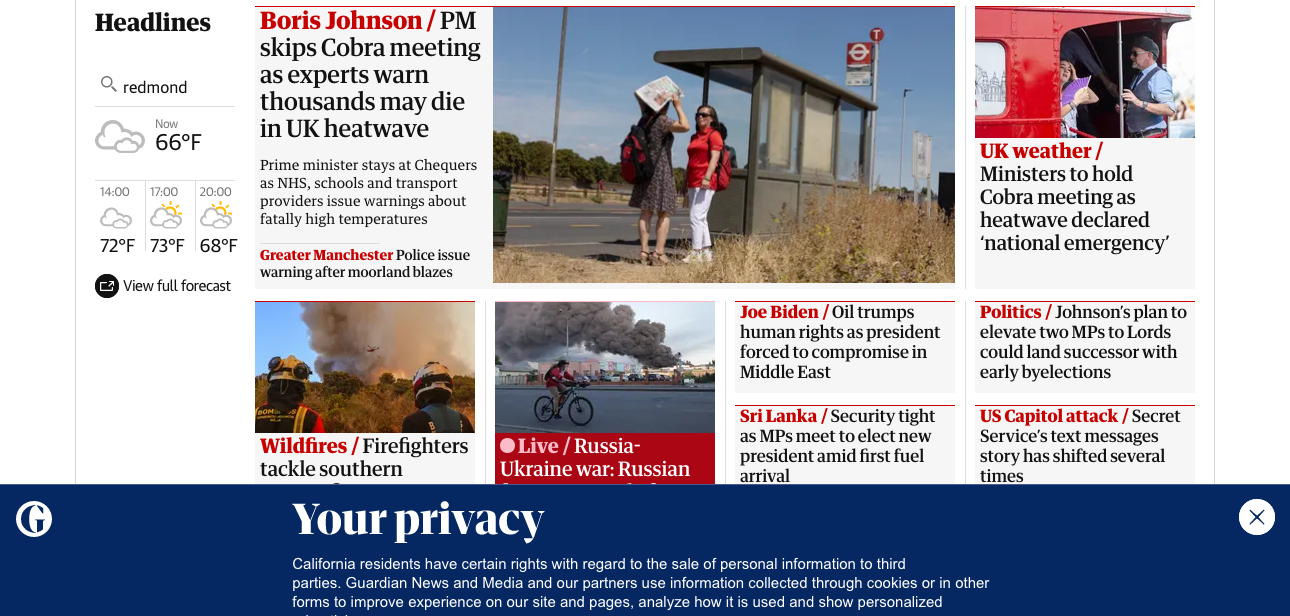 Headlines
redmond
Now
66°F
14:00
17:00
20:00
72°F
73°F
68°F
View full forecast
Boris Johnson / PM
skips Cobra meeting
as experts warn
thousands may die
in UK heatwave
Prime minister stays at Chequers
as NHS, schools and transport
providers issue warnings about
fatally high temperatures
Greater Manchester Police issue
warning after moorland blazes
UK weather /
Ministers to hold
Cobra meeting as
heatwave declared
‘national emergency’
Wildfires / Firefighters
tackle southern
Live / Russia-
Ukraine war: Russian
Joe Biden / Oil trumps
human rights as president
forced to compromise in
Middle East
Sri Lanka / Security tight
as MPs meet to elect new
president amid first fuel
arrival
Politics / Johnson’s plan to
elevate two MPs to Lords
could land successor with
early byelections
US Capitol attack / Secret
Service’s text messages
story has shifted several
times
Your privacy
California residents have certain rights with regard to the sale of personal information to third
parties. Guardian News and Media and our partners use information collected through cookies or in other
forms to improve experience on our site and pages, analyze how it is used and show personalized